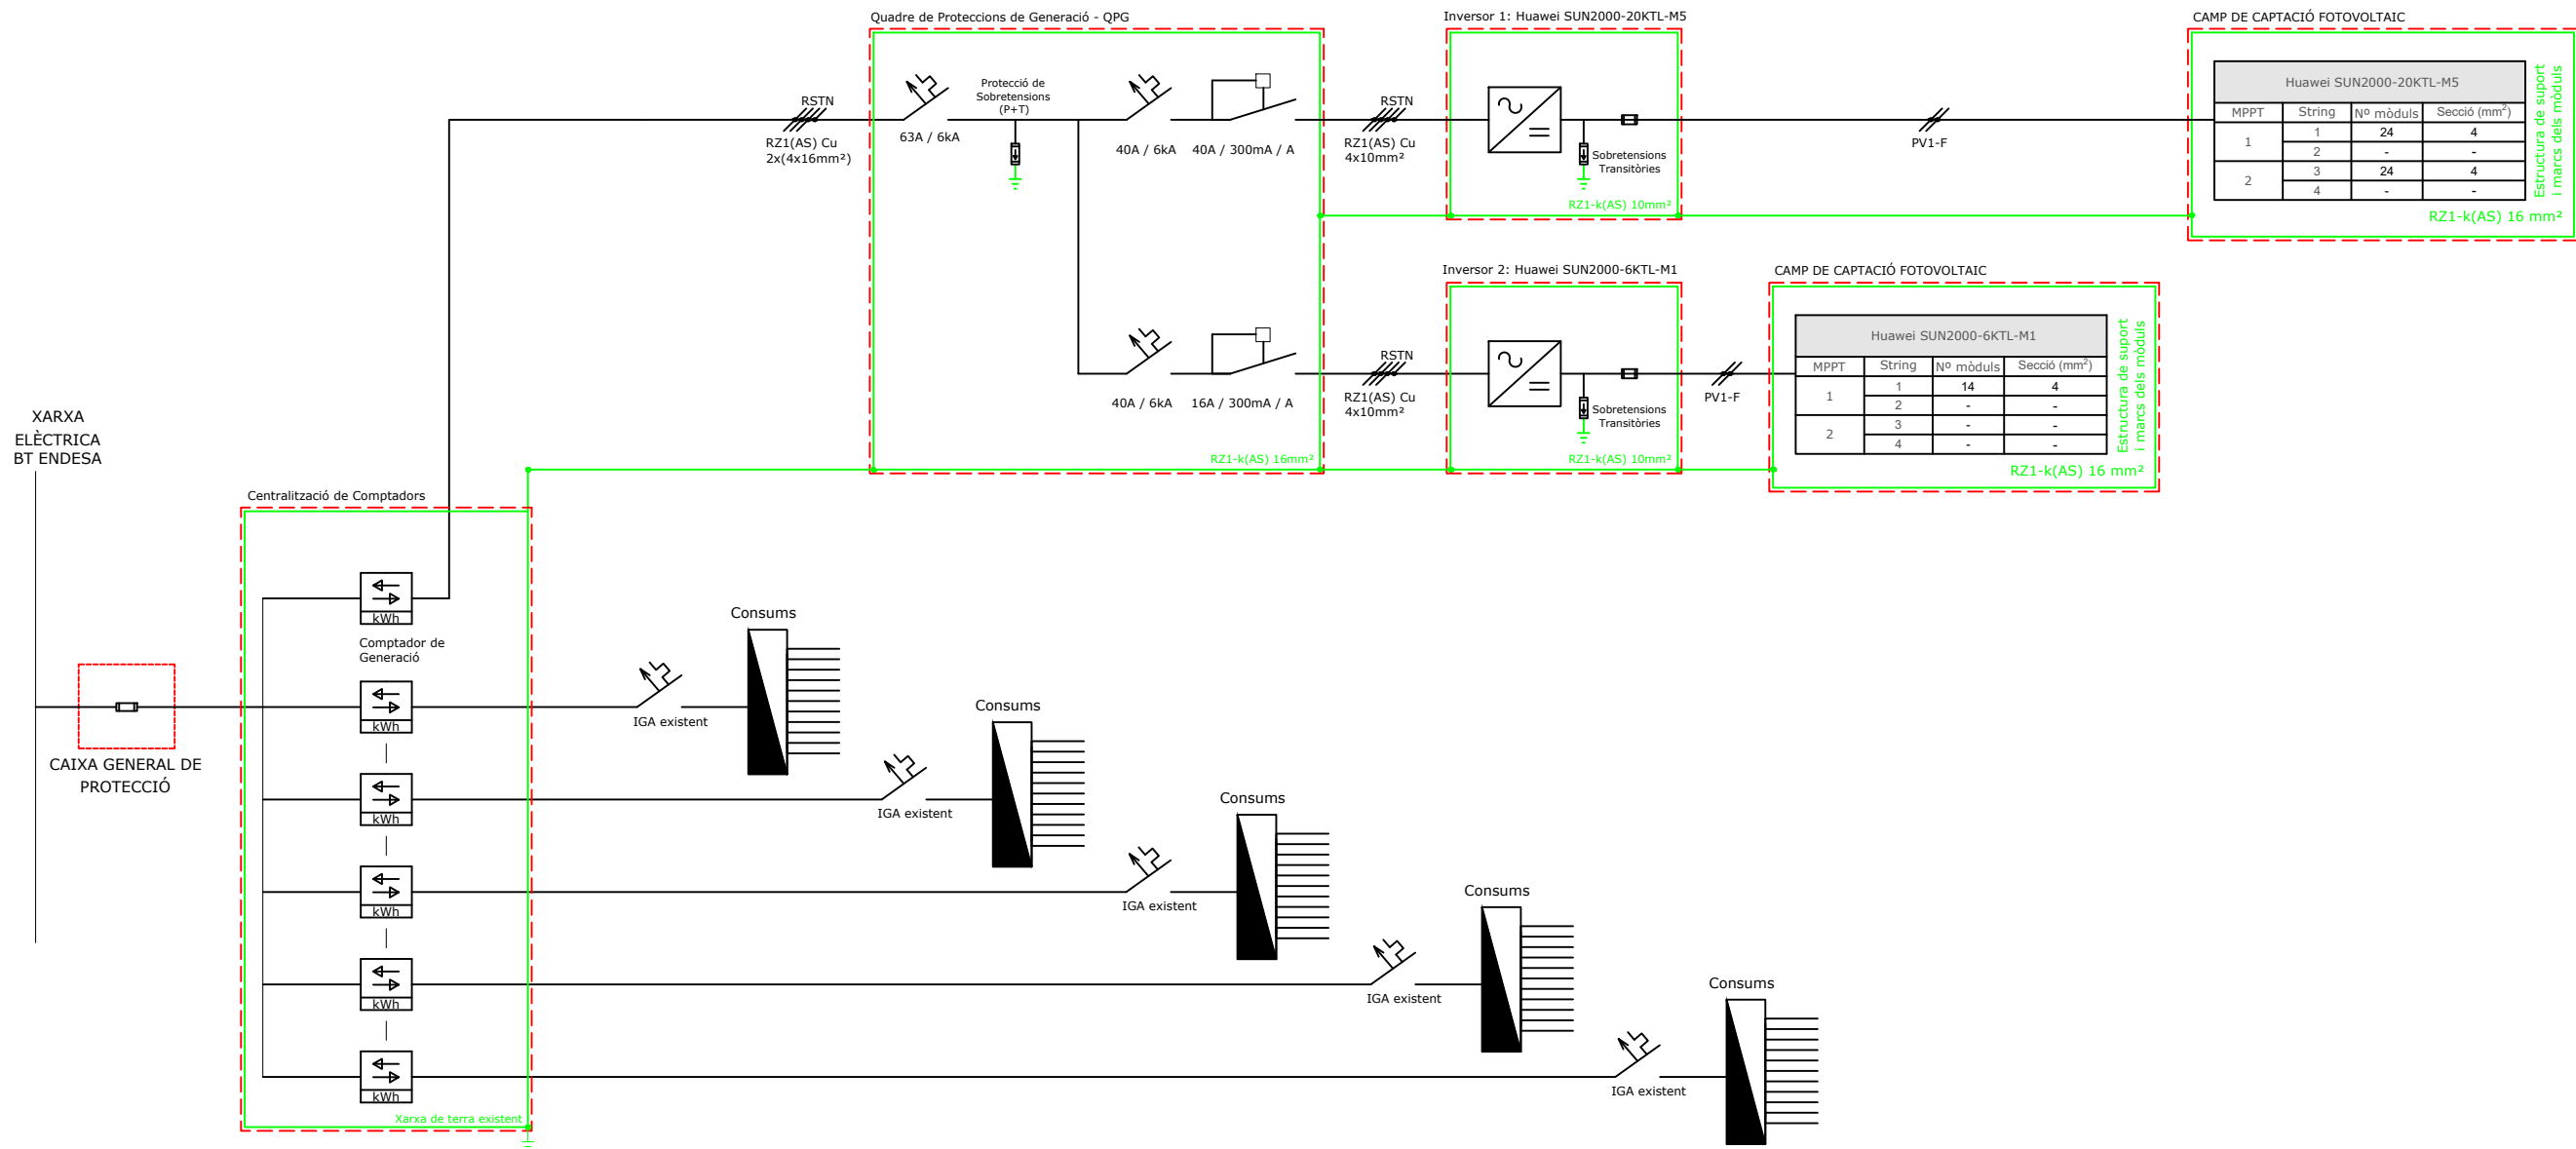 Quadre de Proteccions de Generació - QPG
Inversor 1: Huawei SUN2000-20KTL-M5
CAMP DE CAPTACIÓ FOTOVOLTAIC
RSTN
RZ1(AS) Cu
2x(4x16mm²)
63A / 6kA
Protecció de
Sobretensions
(P+T)
40A / 6kA
40A / 300mA / A
RSTN
RZ1(AS) Cu
4x10mm²
Sobretensions
Transitòries
RZ1-k(AS) 10mm²
PV1-F
Huawei SUN2000-20KTL-M5
MPPT String Nº mòduls Secció (mm²)
1 1 24 4
2 - -
2 3 24 4
4 - -
Estructura de suport
i marcs dels mòduls
RZ1-k(AS) 16 mm²
Inversor 2: Huawei SUN2000-6KTL-M1
CAMP DE CAPTACIÓ FOTOVOLTAIC
40A / 6kA
16A / 300mA / A
RZ1-k(AS) 16mm²
RSTN
RZ1(AS) Cu
4x10mm²
Sobretensions
Transitòries
RZ1-k(AS) 10mm²
PV1-F
Huawei SUN2000-6KTL-M1
MPPT String Nº mòduls Secció (mm²)
1 1 14 4
2 - -
2 3 - -
4 - -
Estructura de suport
i marcs dels mòduls
RZ1-k(AS) 16 mm²
XARXA
ELÈCTRICA
BT ENDESA
CAIXA GENERAL DE
PROTECCIÓ
Centralització de Comptadors
kWh
Comptador de
Generació
kWh
kWh
kWh
kWh
kWh
Xarxa de terra existent
IGA existent
Consums
IGA existent
Consums
IGA existent
Consums
IGA existent
Consums
IGA existent
Consums